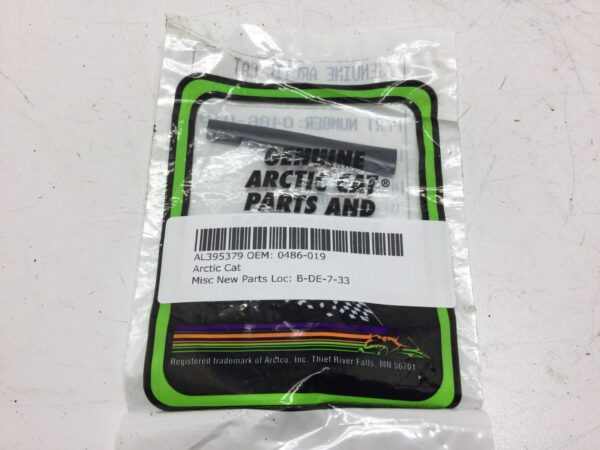 GENUINE ARCTIC CAT
PART NUMBER: 0486
GENUINE
ARCTIC CAT®
PARTS AND
AL395379 OEM: 0486-019
Arctic Cat
Misc New Parts Loc: B-DE-7-33
Registered trademark of Arctco, Inc. Thief River Falls, MN 56701